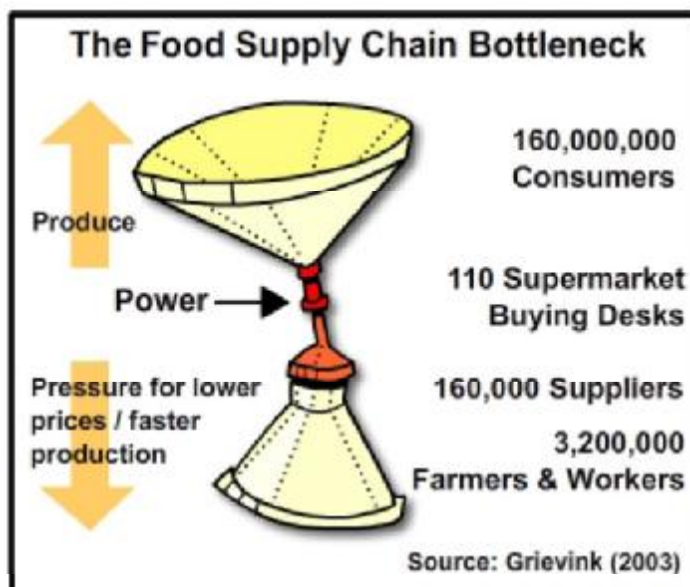 The Food Supply Chain Bottleneck
160,000,000
Consumers
Produce
Power
110 Supermarket
Buying Desks
Pressure for lower
prices / faster
production
160,000 Suppliers
3,200,000
Farmers & Workers
Source: Grievink (2003)